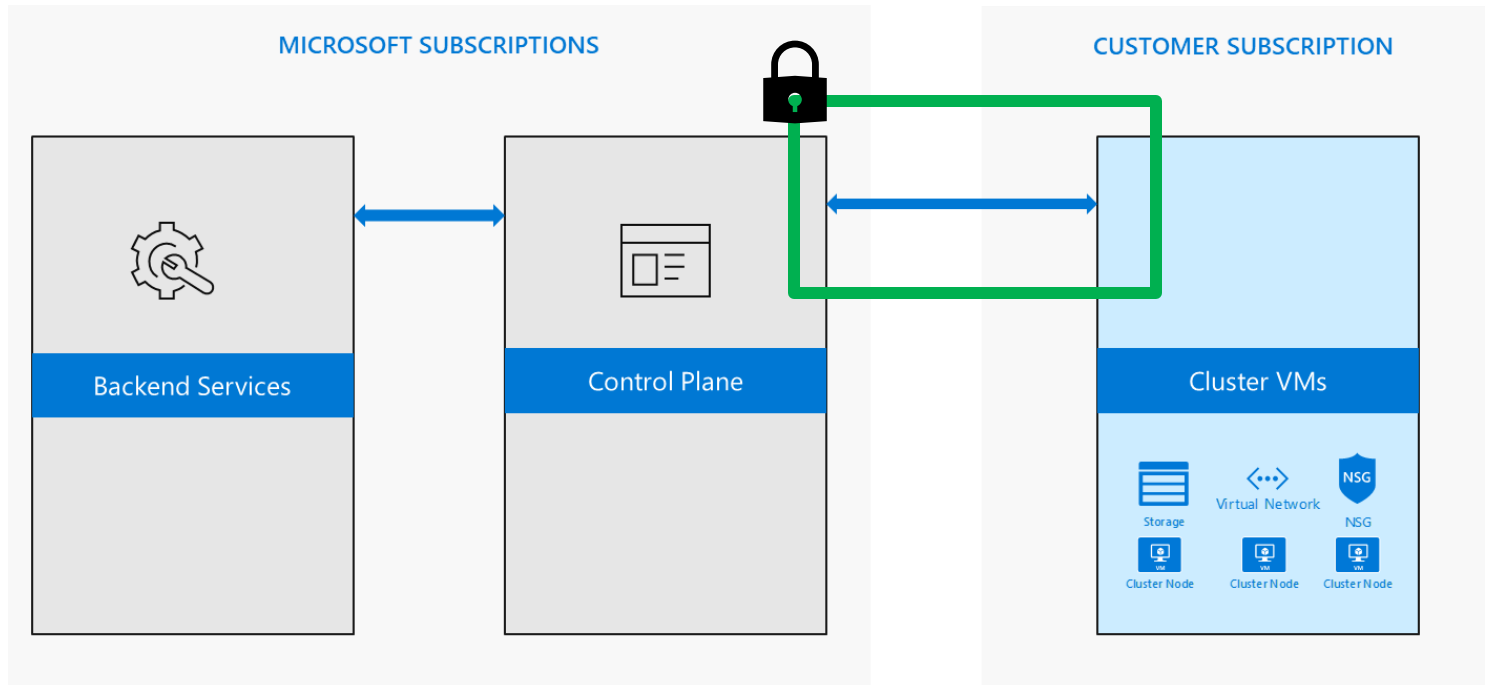 MICROSOFT SUBSCRIPTIONS
CUSTOMER SUBSCRIPTION
Backend Services
Control Plane
Cluster VMs
NSG
Storage
Virtual Network
NSG
VM
VM
VM
Cluster Node
Cluster Node
Cluster Node